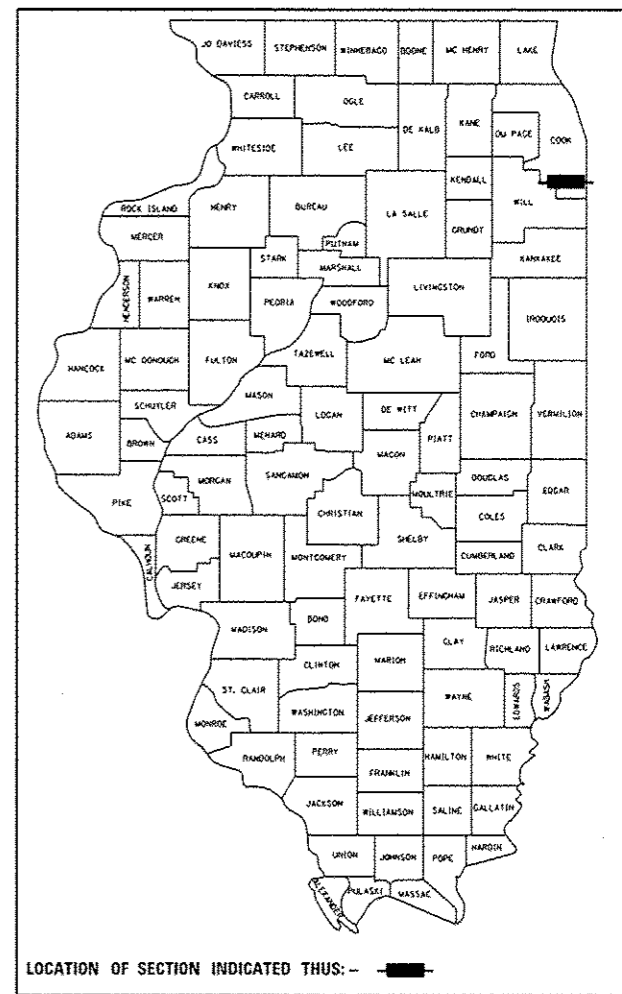 JO DAVIESS STEPHENSON WINNEBAGO BOONE MC HENRY LAKE
CARROLL OGLE DE KALB KANE DU PAGE COOK
WHITESIDE LEE KENDALL WILL
ROCK ISLAND HENRY BUREAU LA SALLE GRUNDY
MERCER PUTNAM KANKAKEE
STARK MARSHALL
HENDERSON WARREN KNOX PEORIA WOODFORD LIVINGSTON IROQUOIS
HANCOCK MC DONOUGH FULTON TAZEWELL MC LEAN FORD
MASON
SCHUYLER LOGAN DE WITT CHAMPAIGN VERMILION
ADAMS BROWN CASS MENARD MACON PIATT
MORGAN SANGAMON DOUGLAS
PIKE SCOTT CHRISTIAN MOULTRIE COLES EDGAR
GREENE MACOUPIN MONTGOMERY SHELBY CUMBERLAND CLARK
CALHOUN JERSEY
FAYETTE EFFINGHAM JASPER CRAWFORD
MADISON BOND
CLINTON MARION CLAY RICHLAND LAWRENCE
ST. CLAIR WAYNE EDWARDS WABASH
MONROE WASHINGTON JEFFERSON
RANDOLPH PERRY HAMILTON WHITE
FRANKLIN
JACKSON WILLIAMSON SALINE GALLATIN
UNION JOHNSON POPE HARDIN
ALEXANDER PULASKI MASSAC
LOCATION OF SECTION INDICATED THUS: -